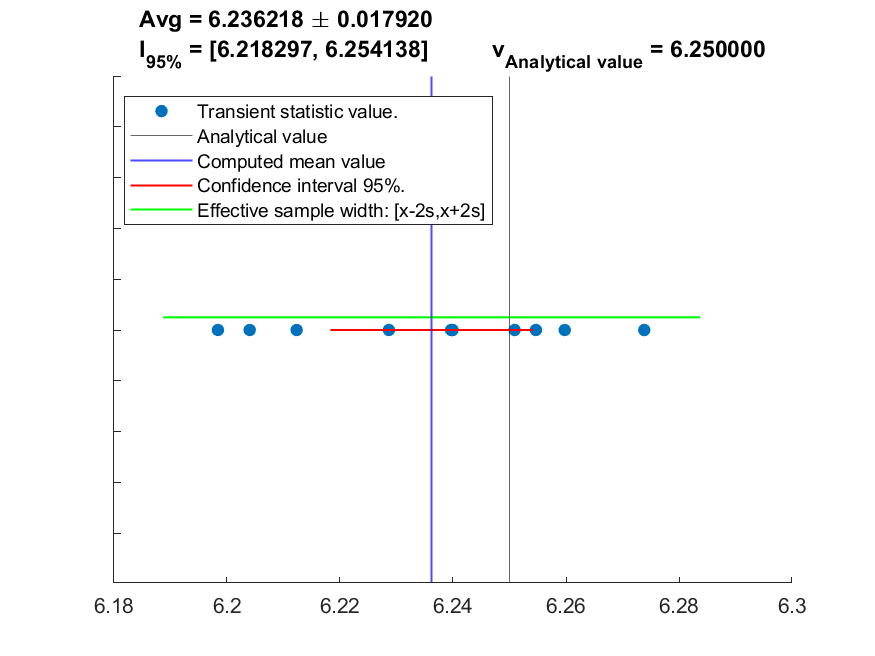 Avg = 6.236218 ± 0.017920
I95% = [6.218297, 6.254138] vAnalytical value = 6.250000
Transient statistic value.
Analytical value
Computed mean value
Confidence interval 95%.
Effective sample width: [x-2s,x+2s]
6.18 6.2 6.22 6.24 6.26 6.28 6.3